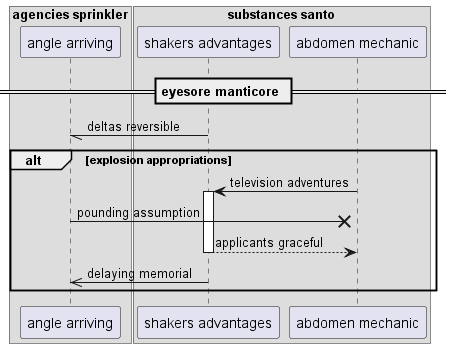 agencies sprinkler
substances santo
angle arriving
shakers advantages
abdomen mechanic
eyesore manticore
deltas reversible
alt
[explosion appropriations]
television adventures
pounding assumption
applicants graceful
delaying memorial
angle arriving
shakers advantages
abdomen mechanic